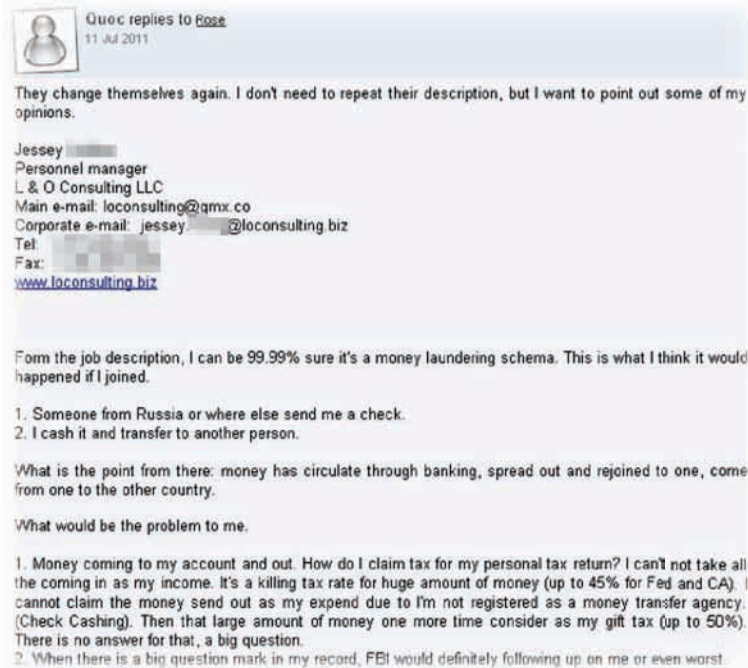 Quoc replies to Rose
11 Jul 2011
They change themselves again. I don't need to repeat their description, but I want to point out some of my
opinions.
Jessey
Personnel manager
L & O Consulting LLC
Main e-mail: loconsulting@qmx.co
Corporate e-mail: jessey. @loconsulting.biz
Tel:
Fax:
www.loconsulting.biz
Form the job description, I can be 99.99% sure it's a money laundering schema. This is what I think it would
happened if I joined.
1. Someone from Russia or where else send me a check.
2. I cash it and transfer to another person.
What is the point from there: money has circulate through banking, spread out and rejoined to one, come
from one to the other country.
What would be the problem to me.
1. Money coming to my account and out. How do I claim tax for my personal tax return? I can't not take all
the coming in as my income. It's a killing tax rate for huge amount of money (up to 45% for Fed and CA). I
cannot claim the money send out as my expend due to I'm not registered as a money transfer agency.
(Check Cashing). Then that large amount of money one more time consider as my gift tax (up to 50%).
There is no answer for that, a big question.
2. When there is a big question mark in my record, FBI would definitely following up on me or even worst.